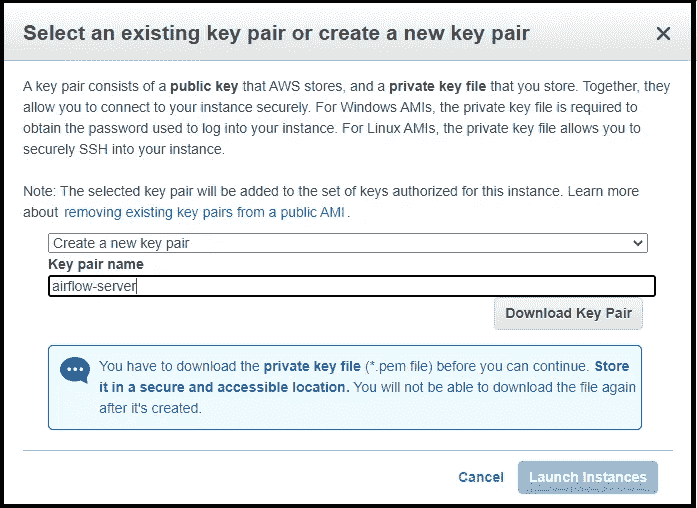 Select an existing key pair or create a new key pair
A key pair consists of a public key that AWS stores, and a private key file that you store. Together, they
allow you to connect to your instance securely. For Windows AMIs, the private key file is required to
obtain the password used to log into your instance. For Linux AMIs, the private key file allows you to
securely SSH into your instance.
Note: The selected key pair will be added to the set of keys authorized for this instance. Learn more
about removing existing key pairs from a public AMI.
Create a new key pair
Key pair name
airflow-server
Download Key Pair
You have to download the private key file (*.pem file) before you can continue. Store
it in a secure and accessible location. You will not be able to download the file again
after it's created.
Cancel
Launch Instances